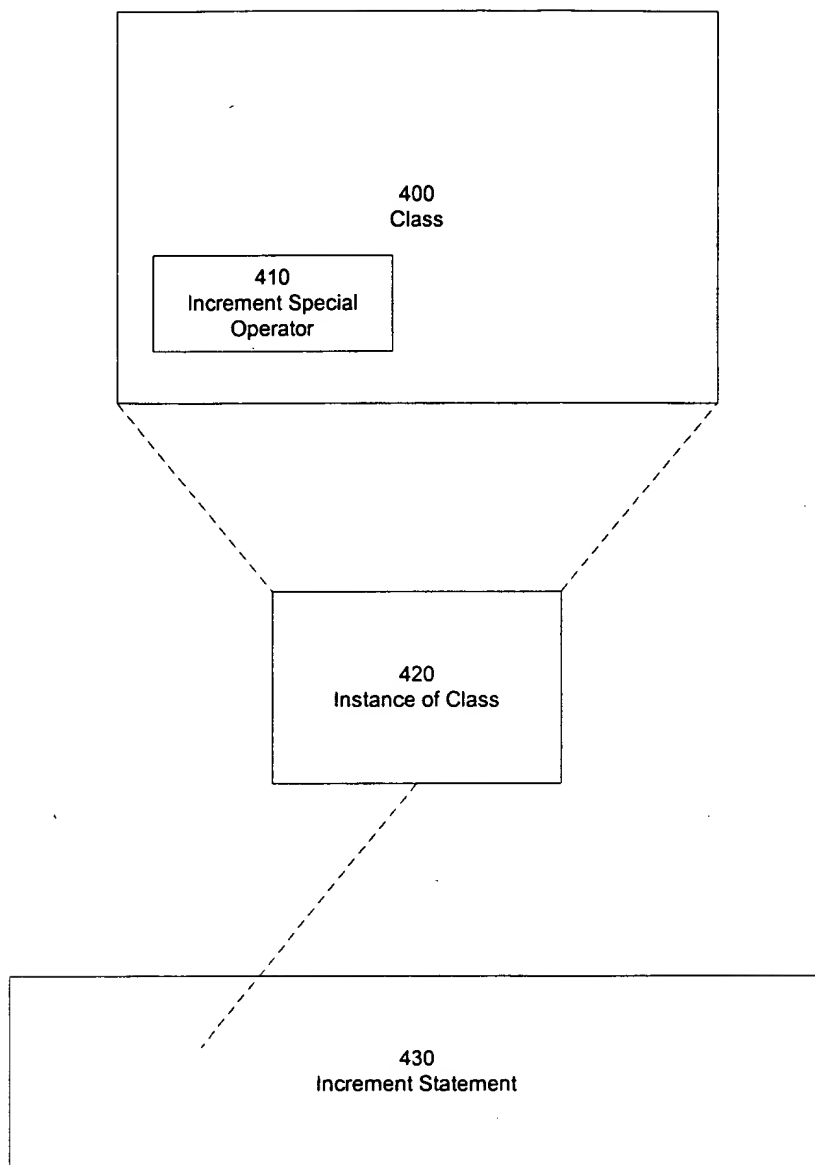 400
Class
410
Increment Special
Operator
420
Instance of Class
430
Increment Statement